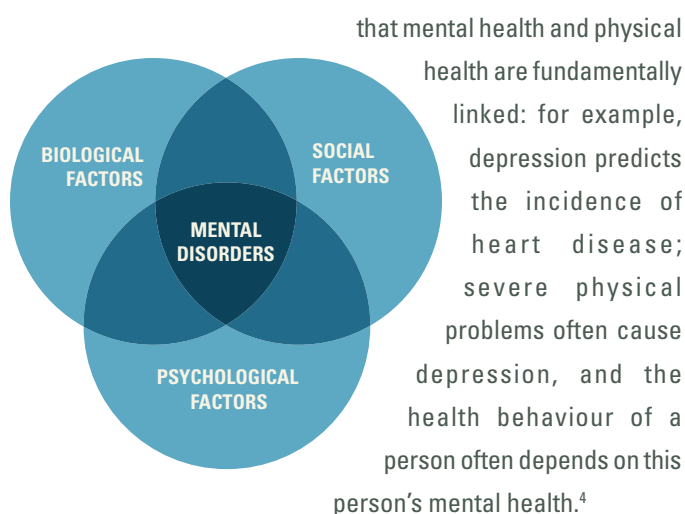 that mental health and physical
health are fundamentally
linked: for example,
depression predicts
the incidence of
heart disease;
severe physical
problems often cause
depression, and the
health behaviour of a
person often depends on this
person's mental health.⁴
BIOLOGICAL
FACTORS
SOCIAL
FACTORS
MENTAL
DISORDERS
PSYCHOLOGICAL
FACTORS